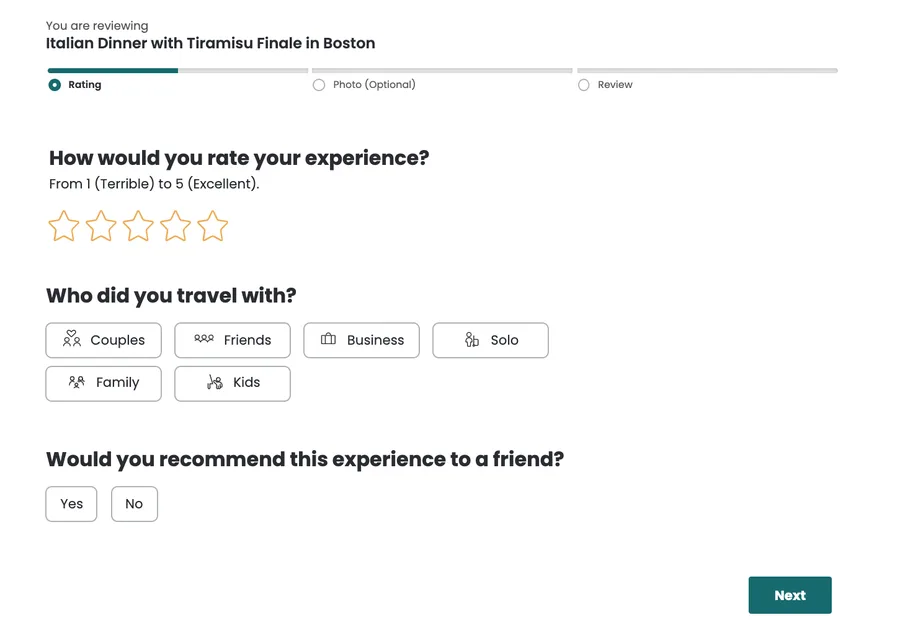 You are reviewing
Italian Dinner with Tiramisu Finale in Boston
Rating Photo (Optional) Review
How would you rate your experience?
From 1 (Terrible) to 5 (Excellent).
Who did you travel with?
Couples Friends Business Solo
Family Kids
Would you recommend this experience to a friend?
Yes No
Next